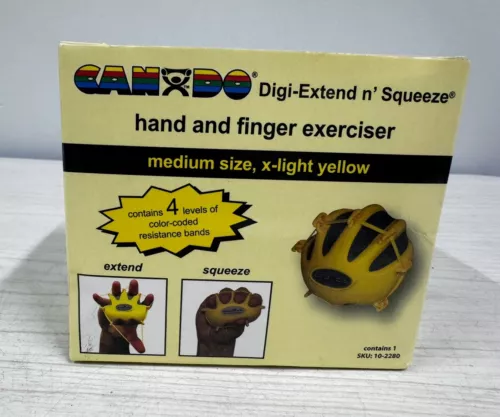 CANDO® Digi-Extend n' Squeeze®
hand and finger exerciser
medium size, x-light yellow
contains 4 levels of
color-coded
resistance bands
extend
squeeze
contains 1
SKU: 10-2280